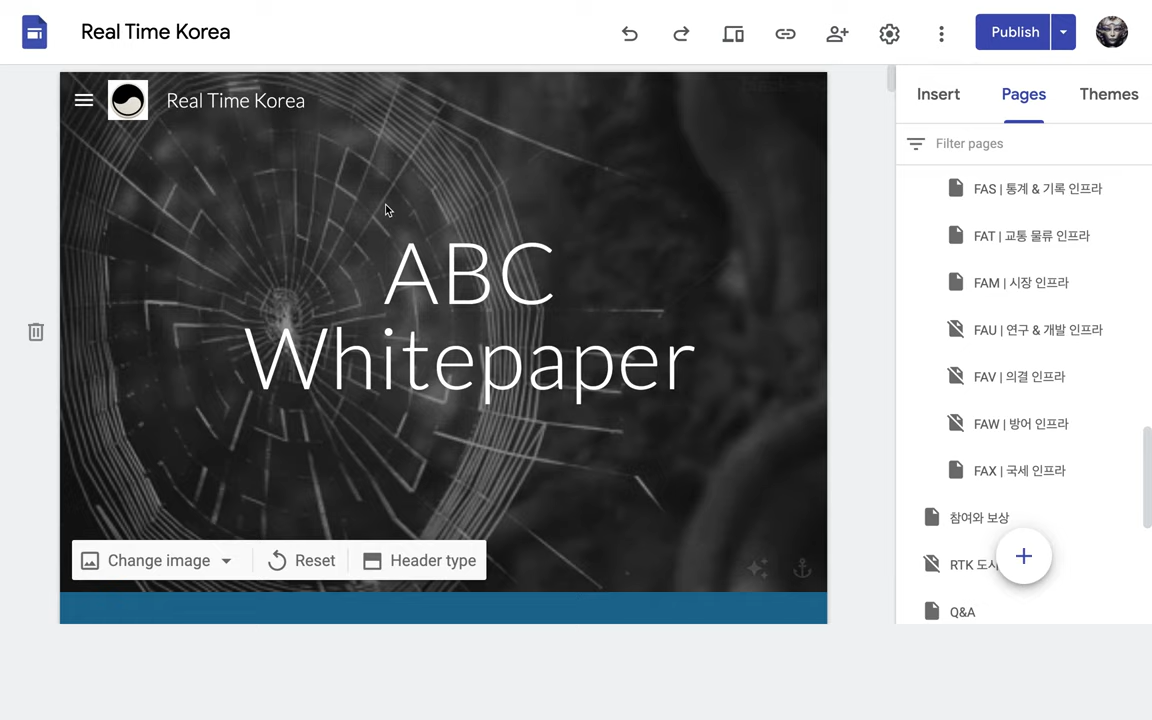 Real Time Korea
Publish
Real Time Korea
ABC
Whitepaper
Change image
Reset
Header type
Insert
Pages
Themes
Filter pages
FAS | 통계 & 기록 인프라
FAT | 교통 물류 인프라
FAM | 시장 인프라
FAU | 연구 & 개발 인프라
FAV | 의결 인프라
FAW | 방어 인프라
FAX | 국세 인프라
참여와 보상
RTK
Q&A